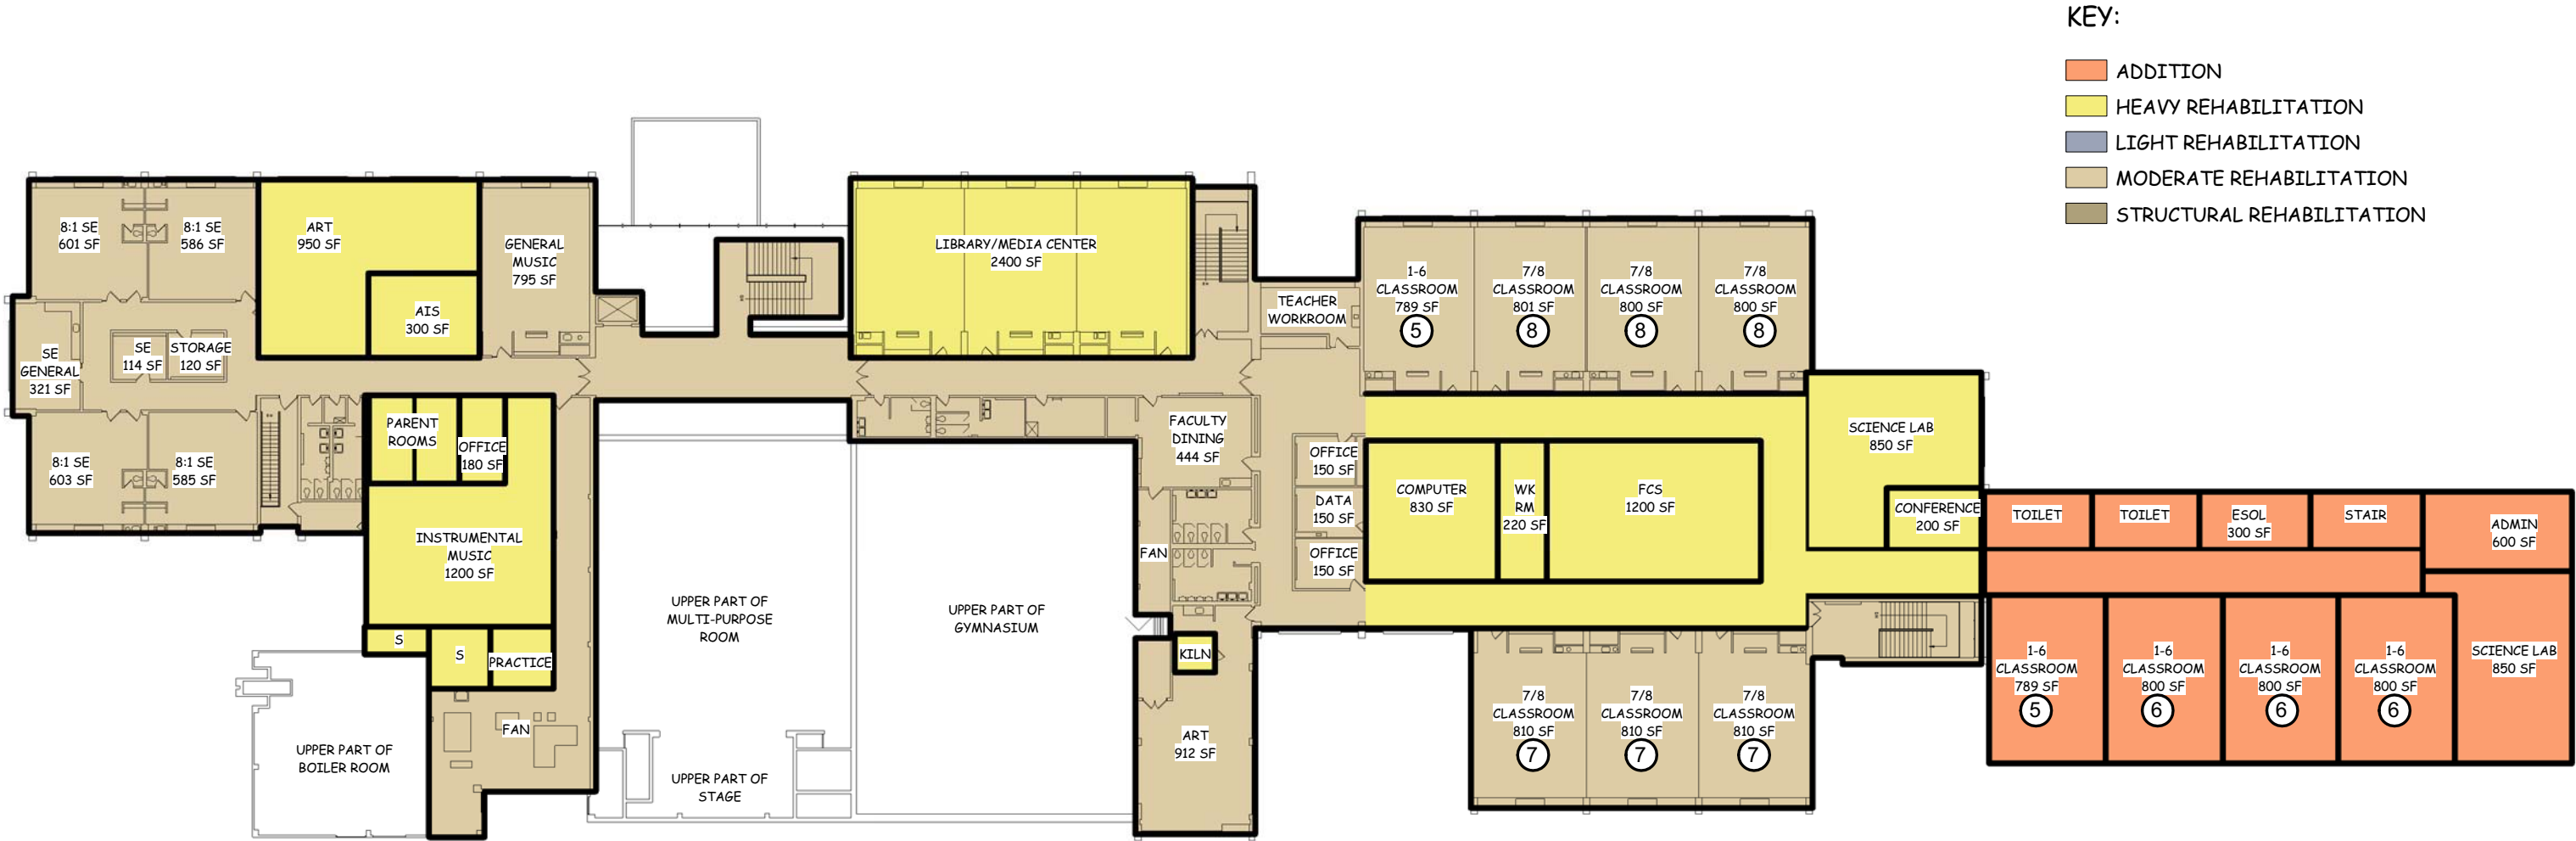 KEY:
ADDITION
HEAVY REHABILITATION
LIGHT REHABILITATION
MODERATE REHABILITATION
STRUCTURAL REHABILITATION
8:1 SE
601 SF
8:1 SE
586 SF
ART
950 SF
AIS
300 SF
GENERAL
MUSIC
795 SF
LIBRARY/MEDIA CENTER
2400 SF
TEACHER
WORKROOM
1-6
CLASSROOM
789 SF
5
7/8
CLASSROOM
801 SF
8
7/8
CLASSROOM
800 SF
8
7/8
CLASSROOM
800 SF
8
SE
GENERAL
321 SF
SE
114 SF
STORAGE
120 SF
8:1 SE
603 SF
8:1 SE
585 SF
PARENT
ROOMS
OFFICE
180 SF
INSTRUMENTAL
MUSIC
1200 SF
S
S
PRACTICE
FAN
UPPER PART OF
BOILER ROOM
UPPER PART OF
MULTI-PURPOSE
ROOM
UPPER PART OF
STAGE
UPPER PART OF
GYMNASIUM
FACULTY
DINING
444 SF
FAN
KILN
ART
912 SF
OFFICE
150 SF
DATA
150 SF
OFFICE
150 SF
COMPUTER
830 SF
WK
RM
220 SF
FCS
1200 SF
SCIENCE LAB
850 SF
CONFERENCE
200 SF
7/8
CLASSROOM
810 SF
7
7/8
CLASSROOM
810 SF
7
7/8
CLASSROOM
810 SF
7
TOILET
TOILET
ESOL
300 SF
STAIR
ADMIN
600 SF
1-6
CLASSROOM
789 SF
5
1-6
CLASSROOM
800 SF
6
1-6
CLASSROOM
800 SF
6
1-6
CLASSROOM
800 SF
6
SCIENCE LAB
850 SF